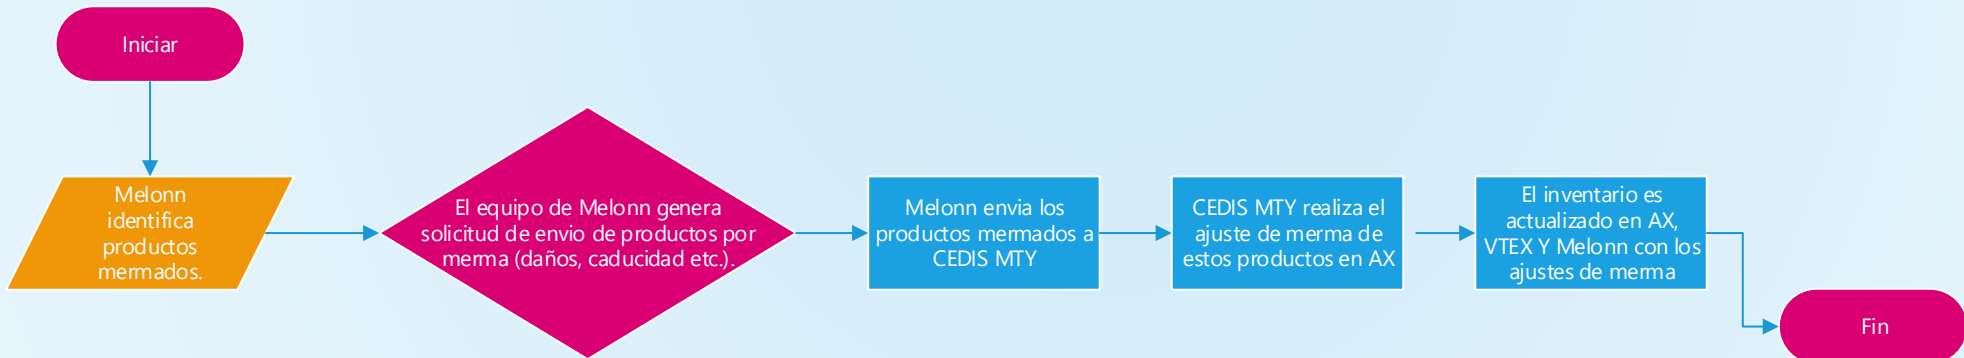 Iniciar
Melonn
identifica
productos
mermados.
El equipo de Melonn genera
solicitud de envio de productos por
merma (daños, caducidad etc.).
Melonn envia los
productos mermados a
CEDIS MTY
CEDIS MTY realiza el
ajuste de merma de
estos productos en AX
El inventario es
actualizado en AX,
VTEX Y Melonn con los
ajustes de merma
Fin